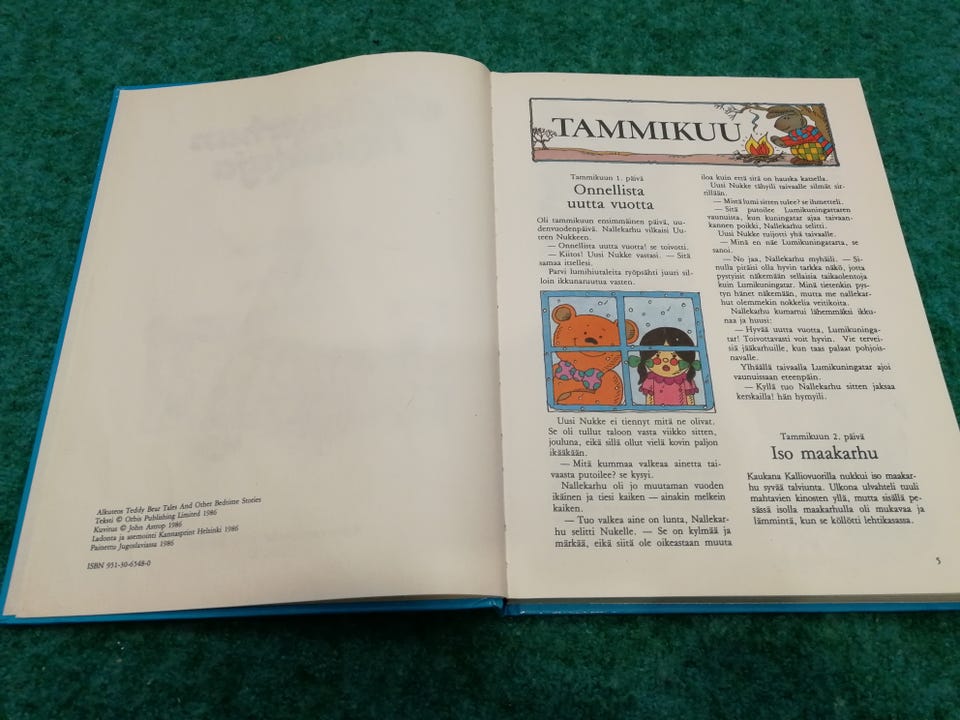 Alkuteos Teddy Bear Tales And Other Bedtime Stories
Teksti © Orbis Publishing Limited 1986
Kuvitus © John Astrop 1986
Ladonta ja asemointi Kannasprint Helsinki 1986
Painettu Jugoslaviassa 1986
ISBN 951-30-6548-0
TAMMIKUU
Tammikuun 1. päivä
Onnellista
uutta vuotta
Oli tammikuun ensimmäinen päivä, uu-
denvuodenpäivä. Nallekarhu vilkaisi Uu-
teen Nukkeen.
— Onnellista uutta vuotta! se toivotti.
— Kiitos! Uusi Nukke vastasi. — Sitä
samaa itsellesi.
Parvi lumihiutaleita ryöpsähti juuri sil-
loin ikkunaruutua vasten.
Uusi Nukke ei tiennyt mitä ne olivat.
Se oli tullut taloon vasta viikko sitten,
jouluna, eikä sillä ollut vielä kovin paljon
ikääkään.
— Mitä kummaa valkeaa ainetta tai-
vaasta putoilee? se kysyi.
Nallekarhu oli jo muutaman vuoden
ikäinen ja tiesi kaiken — ainakin melkein
kaiken.
— Tuo valkea aine on lunta, Nallekar-
hu selitti Nukelle. — Se on kylmää ja
märkää, eikä siitä ole oikeastaan muuta
iloa kuin että sitä on hauska katsella.
Uusi Nukke tähyili taivaalle silmät sir-
rillään.
— Mistä lumi sitten tulee? se ihmetteli.
— Sitä putoilee Lumikuningattaren
vaunuista, kun kuningatar ajaa taivaan-
kannen poikki, Nallekarhu selitti.
Uusi Nukke tuijotti yhä taivaalle.
— Minä en näe Lumikuningatarta, se
sanoi.
— No jaa, Nallekarhu myhäili. — Si-
nulla pitäisi olla hyvin tarkka näkö, jotta
pystyisit näkemään sellaisia taikaolentoja
kuin Lumikuningatar. Minä tietenkin pys-
tyn hänet näkemään, mutta me nallekar-
hut olemmekin nokkelia veitikoita.
Nallekarhu kumartui lähemmäksi ikku-
naa ja huusi:
— Hyvää uutta vuotta, Lumikuninga-
tar! Toivottavasti voit hyvin. Vie tervei-
siä jääkarhuille, kun taas palaat pohjois-
navalle.
Ylhäällä taivaalla Lumikuningatar ajoi
vaunuissaan eteenpäin.
— Kyllä tuo Nallekarhu sitten jaksaa
kerskailla! hän hymyili.
Tammikuun 2. päivä
Iso maakarhu
Kaukana Kalliovuorilla nukkui iso maakar-
hu syvää talviunta. Ulkona ulvahteli tuuli
mahtavien kinosten yllä, mutta sisällä pe-
sässä isolla maakarhulla oli mukavaa ja
lämmintä, kun se köllötti lehtikasassa.
5